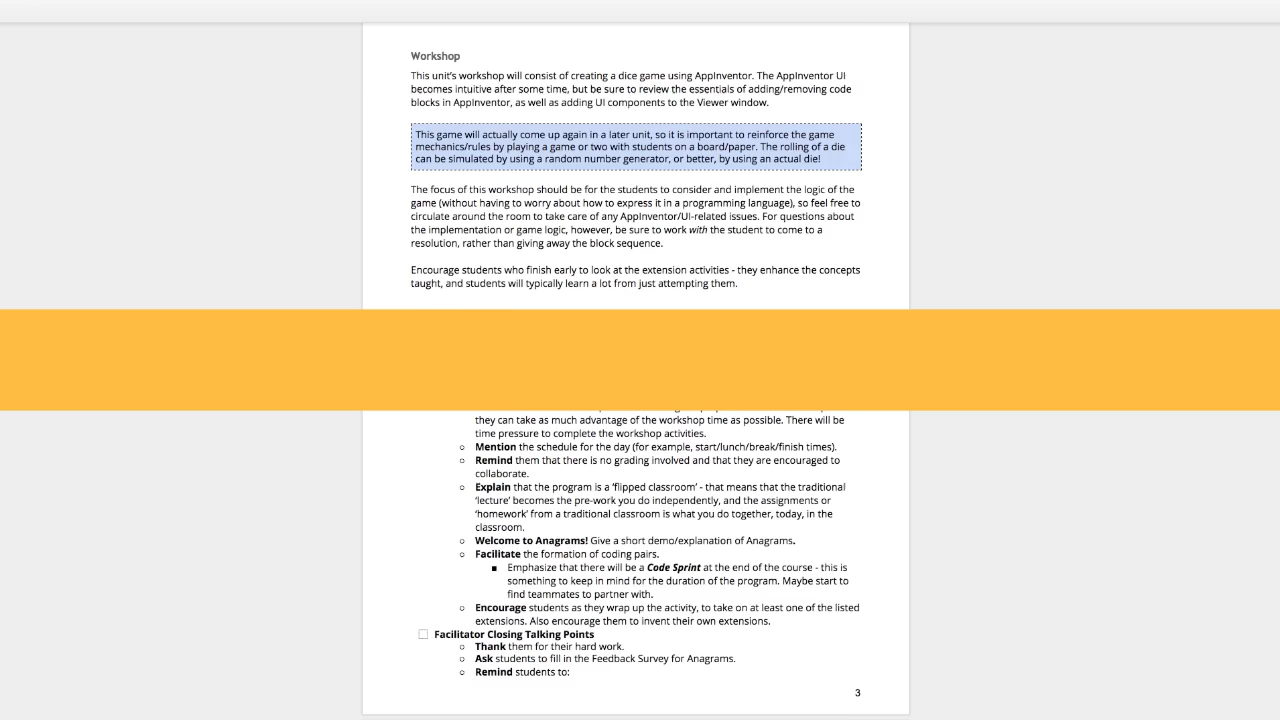 Workshop
This unit's workshop will consist of creating a dice game using AppInventor. The AppInventor UI
becomes intuitive after some time, but be sure to review the essentials of adding/removing code
blocks in AppInventor, as well as adding UI components to the Viewer window.
This game will actually come up again in a later unit, so it is important to reinforce the game
mechanics/rules by playing a game or two with students on a board/paper. The rolling of a die
can be simulated by using a random number generator, or better, by using an actual die!
The focus of this workshop should be for the students to consider and implement the logic of the
game (without having to worry about how to express it in a programming language), so feel free to
circulate around the room to take care of any AppInventor/UI-related issues. For questions about
the implementation or game logic, however, be sure to work with the student to come to a
resolution, rather than giving away the block sequence.
Encourage students who finish early to look at the extension activities - they enhance the concepts
taught, and students will typically learn a lot from just attempting them.
they can take as much advantage of the workshop time as possible. There will be
time pressure to complete the workshop activities.
○ Mention the schedule for the day (for example, start/lunch/break/finish times).
○ Remind them that there is no grading involved and that they are encouraged to
collaborate.
○ Explain that the program is a 'flipped classroom' - that means that the traditional
'lecture' becomes the pre-work you do independently, and the assignments or
'homework' from a traditional classroom is what you do together, today, in the
classroom.
○ Welcome to Anagrams! Give a short demo/explanation of Anagrams.
○ Facilitate the formation of coding pairs.
■ Emphasize that there will be a Code Sprint at the end of the course - this is
something to keep in mind for the duration of the program. Maybe start to
find teammates to partner with.
○ Encourage students as they wrap up the activity, to take on at least one of the listed
extensions. Also encourage them to invent their own extensions.
Facilitator Closing Talking Points
○ Thank them for their hard work.
○ Ask students to fill in the Feedback Survey for Anagrams.
○ Remind students to:
3